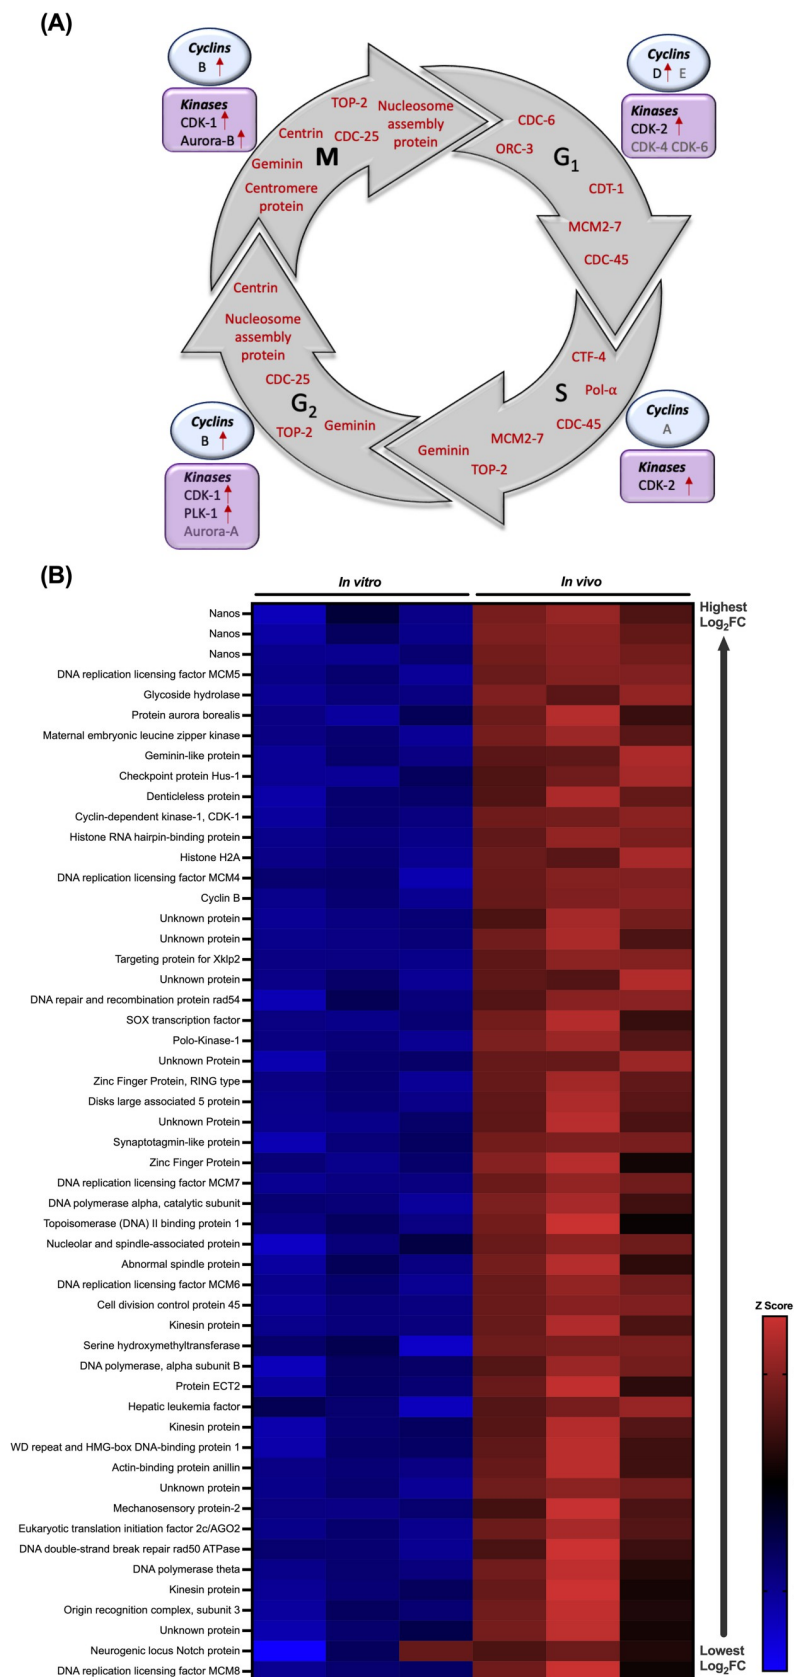 (A)
Cyclins
B
Kinases
CDK-1
Aurora-B
Cyclins
D E
Kinases
CDK-2
CDK-4 CDK-6
TOP-2
Nucleosome
assembly
protein
Centrin
CDC-25
M
Geminin
Centromere
protein
CDC-6
ORC-3
G1
CDT-1
MCM2-7
CDC-45
Centrin
Nucleosome
assembly
protein
CDC-25
G2
TOP-2
Geminin
CTF-4
S
Pol-α
CDC-45
MCM2-7
Geminin
TOP-2
Cyclins
B
Kinases
CDK-1
PLK-1
Aurora-A
Cyclins
A
Kinases
CDK-2
(B)
In vitro
In vivo
Highest
Log2FC
Nanos
Nanos
Nanos
DNA replication licensing factor MCM5
Glycoside hydrolase
Protein aurora borealis
Maternal embryonic leucine zipper kinase
Geminin-like protein
Checkpoint protein Hus-1
Denticleless protein
Cyclin-dependent kinase-1, CDK-1
Histone RNA hairpin-binding protein
Histone H2A
DNA replication licensing factor MCM4
Cyclin B
Unknown protein
Unknown protein
Targeting protein for Xklp2
Unknown protein
DNA repair and recombination protein rad54
SOX transcription factor
Polo-Kinase-1
Unknown Protein
Zinc Finger Protein, RING type
Disks large associated 5 protein
Unknown Protein
Synaptotagmin-like protein
Zinc Finger Protein
DNA replication licensing factor MCM7
DNA polymerase alpha, catalytic subunit
Topoisomerase (DNA) II binding protein 1
Nucleolar and spindle-associated protein
Abnormal spindle protein
DNA replication licensing factor MCM6
Cell division control protein 45
Kinesin protein
Serine hydroxymethyltransferase
DNA polymerase, alpha subunit B
Protein ECT2
Hepatic leukemia factor
Kinesin protein
WD repeat and HMG-box DNA-binding protein 1
Actin-binding protein anillin
Unknown protein
Mechanosensory protein-2
Eukaryotic translation initiation factor 2c/AGO2
DNA double-strand break repair rad50 ATPase
DNA polymerase theta
Kinesin protein
Origin recognition complex, subunit 3
Unknown protein
Neurogenic locus Notch protein
DNA replication licensing factor MCM8
Lowest
Log2FC
Z Score